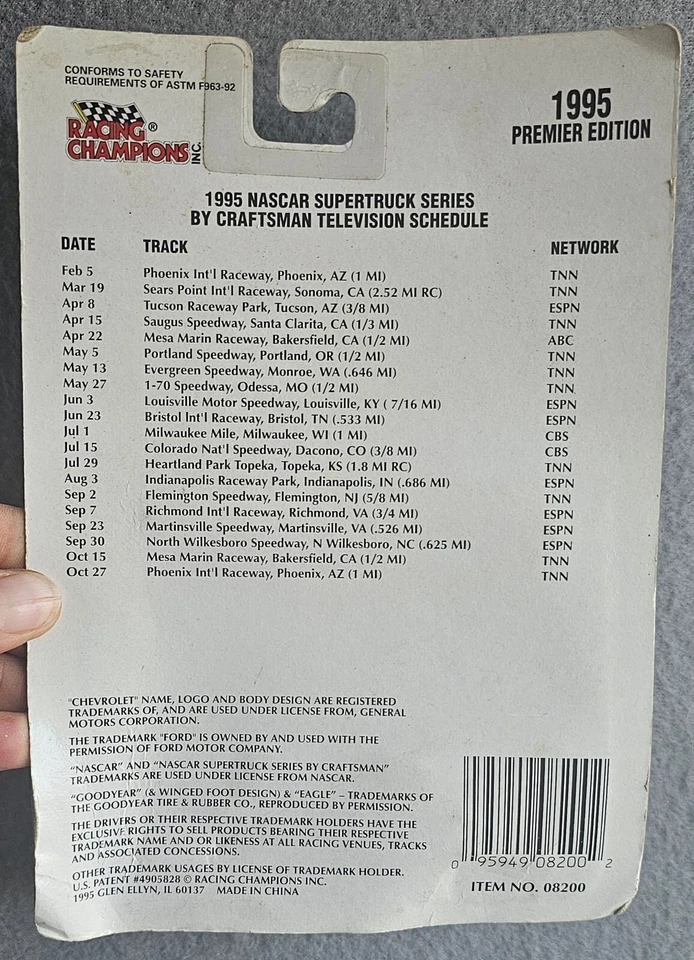 CONFORMS TO SAFETY
REQUIREMENTS OF ASTM F963-92
RACING®
CHAMPIONS INC.
1995
PREMIER EDITION
1995 NASCAR SUPERTRUCK SERIES
BY CRAFTSMAN TELEVISION SCHEDULE
DATE TRACK NETWORK
Feb 5 Phoenix Int'l Raceway, Phoenix, AZ (1 MI) TNN
Mar 19 Sears Point Int'l Raceway, Sonoma, CA (2.52 MI RC) TNN
Apr 8 Tucson Raceway Park, Tucson, AZ (3/8 MI) ESPN
Apr 15 Saugus Speedway, Santa Clarita, CA (1/3 MI) TNN
Apr 22 Mesa Marin Raceway, Bakersfield, CA (1/2 MI) ABC
May 5 Portland Speedway, Portland, OR (1/2 MI) TNN
May 13 Evergreen Speedway, Monroe, WA (.646 MI) TNN
May 27 1-70 Speedway, Odessa, MO (1/2 MI) TNN
Jun 3 Louisville Motor Speedway, Louisville, KY ( 7/16 MI) ESPN
Jun 23 Bristol Int'l Raceway, Bristol, TN (.533 MI) ESPN
Jul 1 Milwaukee Mile, Milwaukee, WI (1 MI) CBS
Jul 15 Colorado Nat'l Speedway, Dacono, CO (3/8 MI) CBS
Jul 29 Heartland Park Topeka, Topeka, KS (1.8 MI RC) TNN
Aug 3 Indianapolis Raceway Park, Indianapolis, IN (.686 MI) ESPN
Sep 2 Flemington Speedway, Flemington, NJ (5/8 MI) TNN
Sep 7 Richmond Int'l Raceway, Richmond, VA (3/4 MI) ESPN
Sep 23 Martinsville Speedway, Martinsville, VA (.526 MI) ESPN
Sep 30 North Wilkesboro Speedway, N Wilkesboro, NC (.625 MI) ESPN
Oct 15 Mesa Marin Raceway, Bakersfield, CA (1/2 MI) TNN
Oct 27 Phoenix Int'l Raceway, Phoenix, AZ (1 MI) TNN
"CHEVROLET" NAME, LOGO AND BODY DESIGN ARE REGISTERED
TRADEMARKS OF, AND ARE USED UNDER LICENSE FROM, GENERAL
MOTORS CORPORATION.
THE TRADEMARK "FORD" IS OWNED BY AND USED WITH THE
PERMISSION OF FORD MOTOR COMPANY.
"NASCAR" AND "NASCAR SUPERTRUCK SERIES BY CRAFTSMAN"
TRADEMARKS ARE USED UNDER LICENSE FROM NASCAR.
"GOODYEAR" (& WINGED FOOT DESIGN) & "EAGLE" – TRADEMARKS OF
THE GOODYEAR TIRE & RUBBER CO., REPRODUCED BY PERMISSION.
THE DRIVERS OR THEIR RESPECTIVE TRADEMARK HOLDERS HAVE THE
EXCLUSIVE RIGHTS TO SELL PRODUCTS BEARING THEIR RESPECTIVE
TRADEMARK NAME AND OR LIKENESS AT ALL RACING VENUES, TRACKS
AND ASSOCIATED CONCESSIONS.
OTHER TRADEMARK USAGES BY LICENSE OF TRADEMARK HOLDER.
U.S. PATENT #4905828 © RACING CHAMPIONS INC.
1995 GLEN ELLYN, IL 60137 MADE IN CHINA
0 95949 08200 2
ITEM NO. 08200